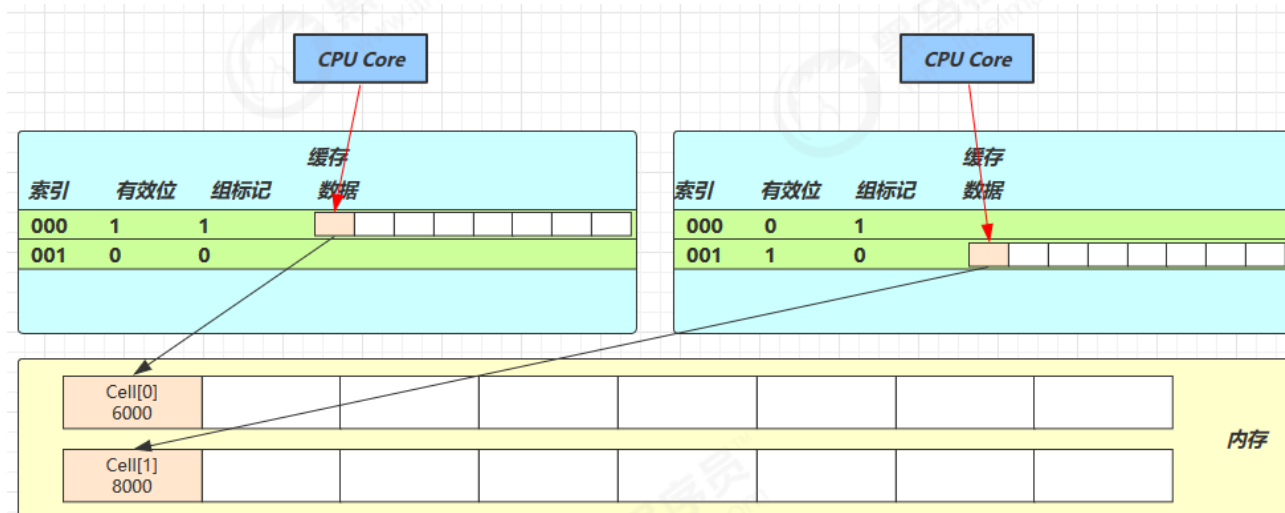 CPU Core
CPU Core
缓存
缓存
索引 有效位 组标记 数据
索引 有效位 组标记 数据
000 1 1
000 0 1
001 0 0
001 1 0
Cell[0]
6000
内存
Cell[1]
8000